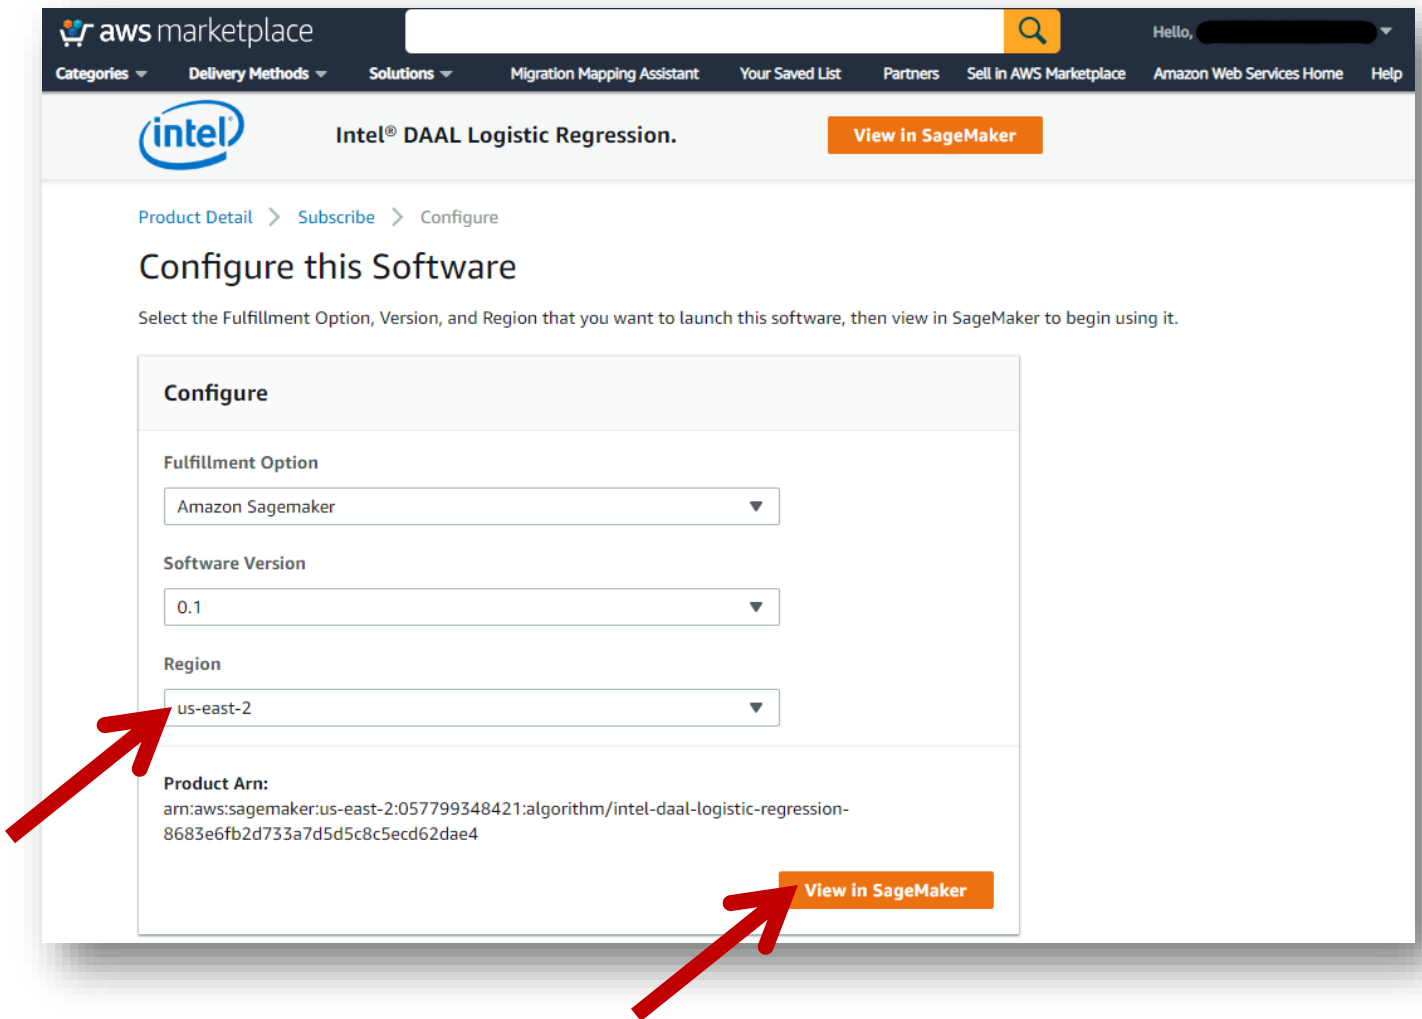 aws marketplace
Hello,
Categories Delivery Methods Solutions Migration Mapping Assistant Your Saved List Partners Sell in AWS Marketplace Amazon Web Services Home Help
intel Intel® DAAL Logistic Regression. View in SageMaker
Product Detail > Subscribe > Configure
Configure this Software
Select the Fulfillment Option, Version, and Region that you want to launch this software, then view in SageMaker to begin using it.
Configure
Fulfillment Option
Amazon Sagemaker
Software Version
0.1
Region
us-east-2
Product Arn:
arn:aws:sagemaker:us-east-2:057799348421:algorithm/intel-daal-logistic-regression-
8683e6fb2d733a7d5d5c8c5ecd62dae4
View in SageMaker